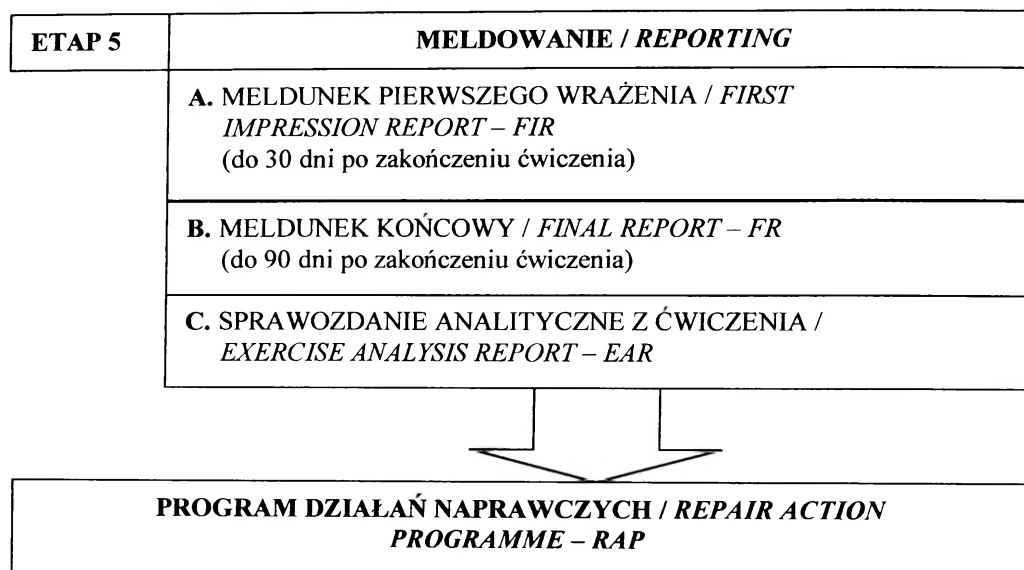 ETAP 5
MELDOWANIE / REPORTING
A. MELDUNEK PIERWSZEGO WRAŻENIA / FIRST
IMPRESSION REPORT – FIR
(do 30 dni po zakończeniu ćwiczenia)
B. MELDUNEK KOŃCOWY / FINAL REPORT – FR
(do 90 dni po zakończeniu ćwiczenia)
C. SPRAWOZDANIE ANALITYCZNE Z ĆWICZENIA /
EXERCISE ANALYSIS REPORT – EAR
PROGRAM DZIAŁAŃ NAPRAWCZYCH / REPAIR ACTION
PROGRAMME – RAP